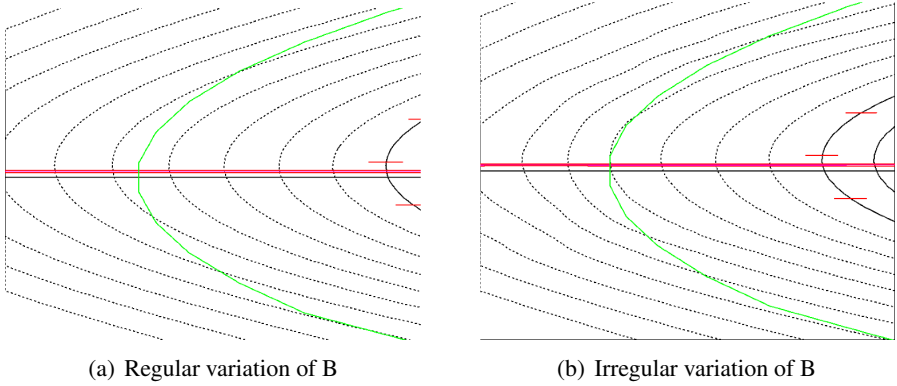 (a) Regular variation of B
(b) Irregular variation of B